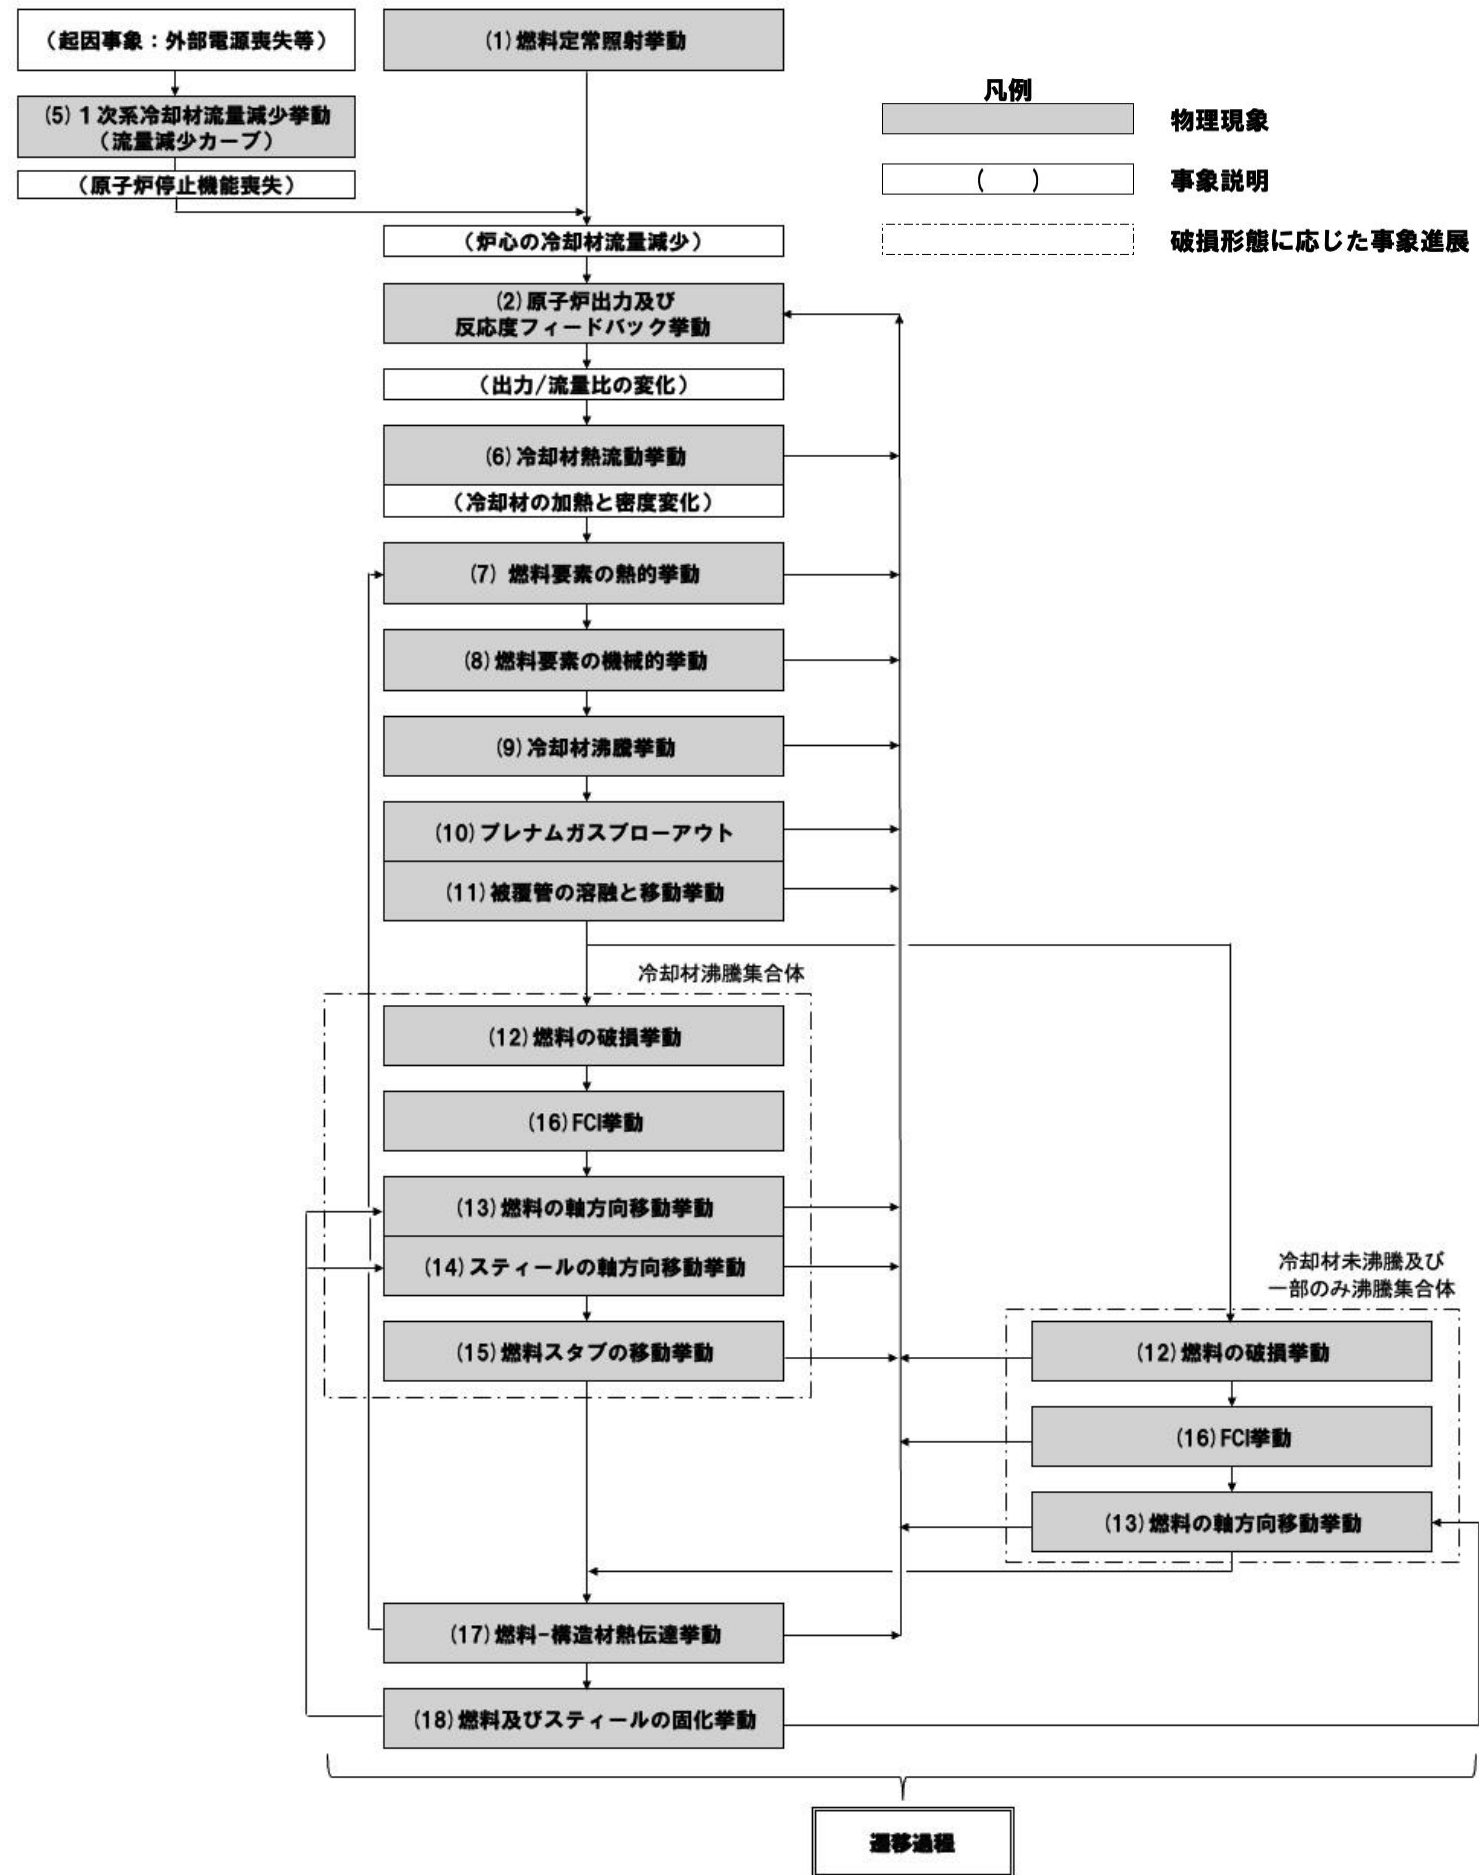 （起因事象：外部電源喪失等）
(1)燃料定常照射挙動
(5)１次系冷却材流量減少挙動
（流量減少カーブ）
（原子炉停止機能喪失）
凡例
物理現象
（　　）
事象説明
破損形態に応じた事象進展
（炉心の冷却材流量減少）
(2)原子炉出力及び
反応度フィードバック挙動
（出力/流量比の変化）
(6)冷却材熱流動挙動
（冷却材の加熱と密度変化）
(7) 燃料要素の熱的挙動
(8)燃料要素の機械的挙動
(9)冷却材沸騰挙動
(10)プレナムガスブローアウト
(11)被覆管の溶融と移動挙動
冷却材沸騰集合体
(12)燃料の破損挙動
(16)FCI挙動
(13)燃料の軸方向移動挙動
(14)スティールの軸方向移動挙動
(15)燃料スタブの移動挙動
冷却材未沸騰及び
一部のみ沸騰集合体
(12)燃料の破損挙動
(16)FCI挙動
(13)燃料の軸方向移動挙動
(17)燃料-構造材熱伝達挙動
(18)燃料及びスティールの固化挙動
遷移過程